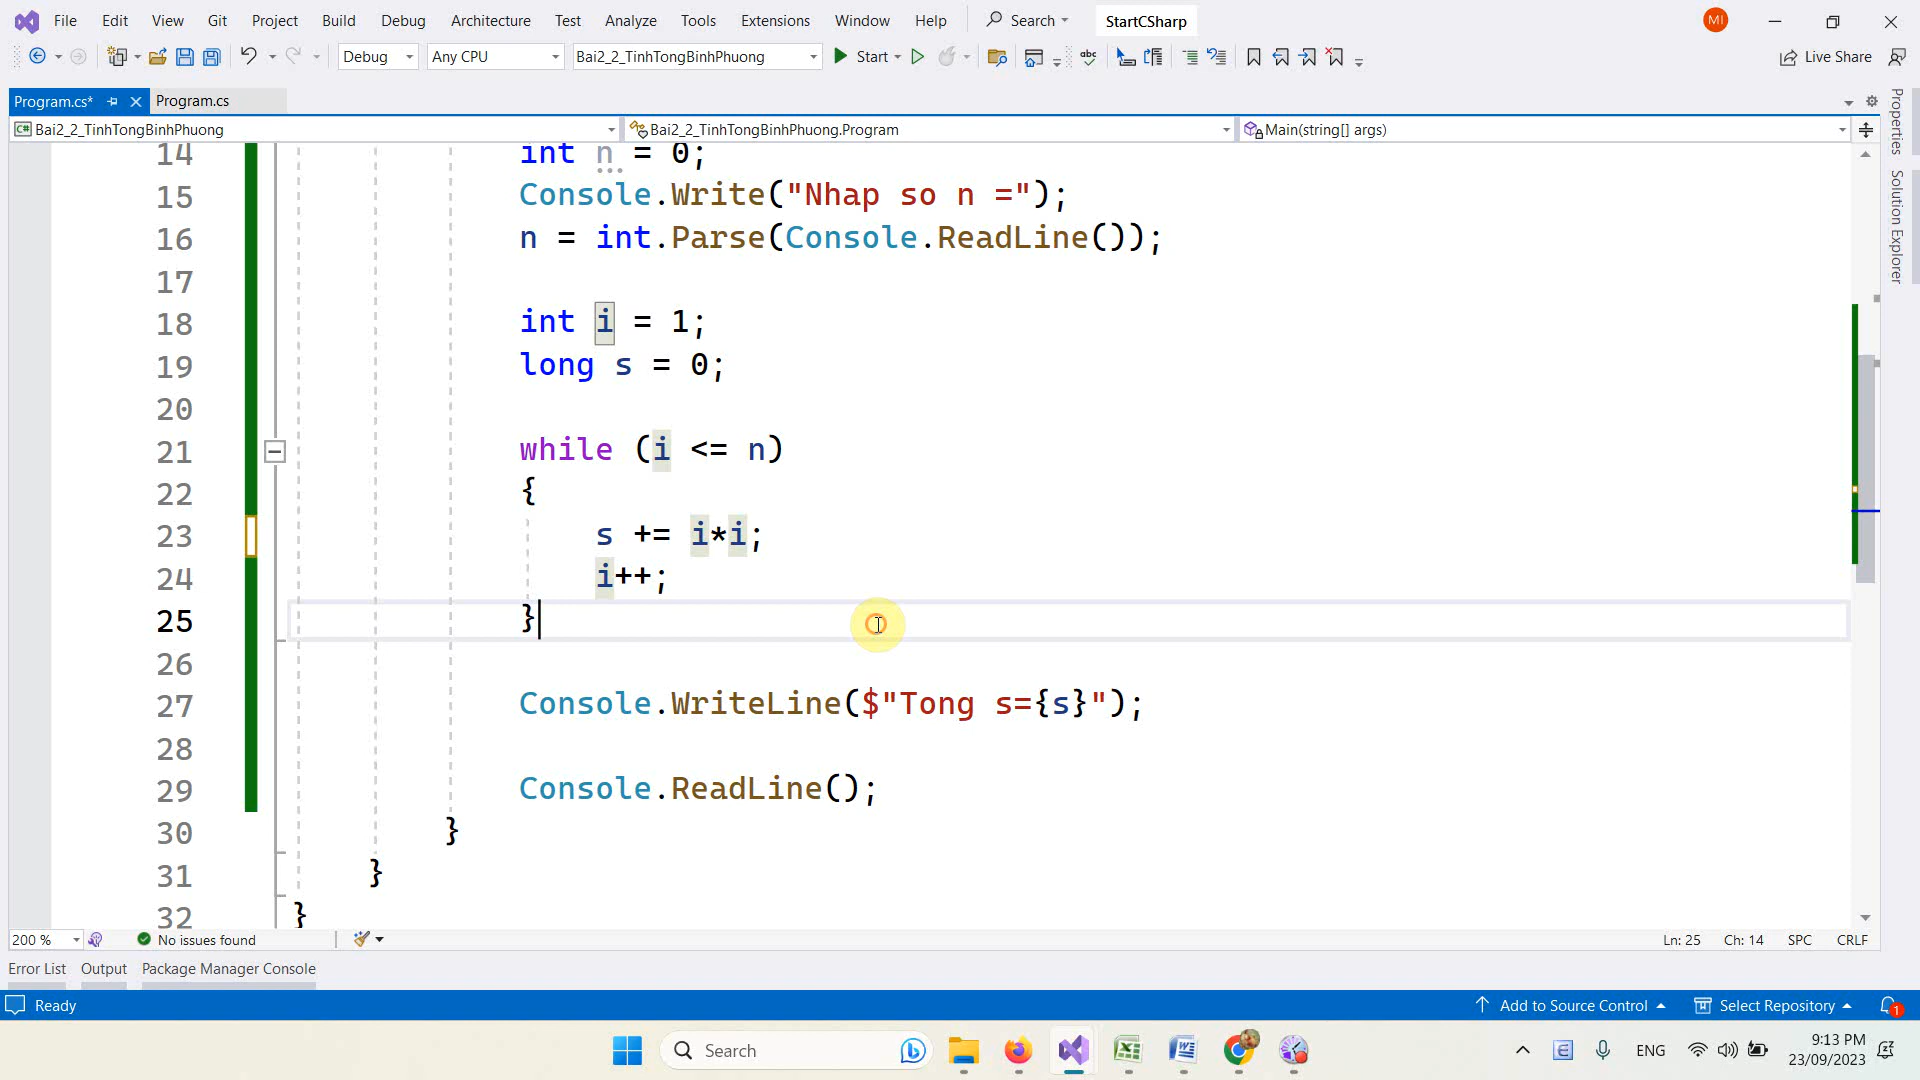 File Edit View Git Project Build Debug Architecture Test Analyze Tools Extensions Window Help Search StartCSharp MI
Debug Any CPU Bai2_2_TinhTongBinhPhuong Start Live Share
Program.cs* Program.cs
Bai2_2_TinhTongBinhPhuong Bai2_2_TinhTongBinhPhuong.Program Main(string[] args)
Properties
Solution Explorer
14 int n = 0;
15 Console.Write("Nhap so n =");
16 n = int.Parse(Console.ReadLine());
17
18 int i = 1;
19 long s = 0;
20
21 while (i <= n)
22 {
23 s += i*i;
24 i++;
25 }
26
27 Console.WriteLine($"Tong s={s}");
28
29 Console.ReadLine();
30 }
31 }
32 }
200 % No issues found Ln: 25 Ch: 14 SPC CRLF
Error List Output Package Manager Console
Ready Add to Source Control Select Repository 1
Search ENG 9:13 PM
23/09/2023